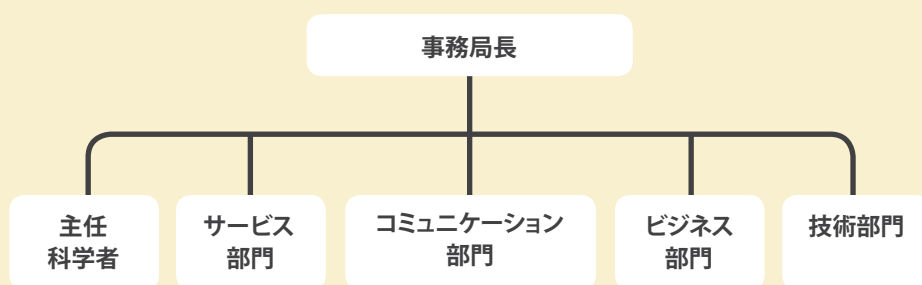 事務局長
主任
科学者
サービス
部門
コミュニケーション
部門
ビジネス
部門
技術部門